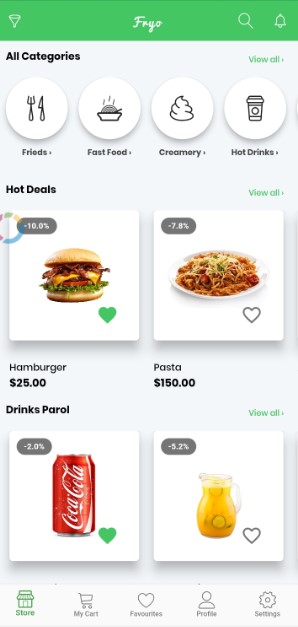 Fryo
All Categories
View all ›
Frieds ›
Fast Food ›
Creamery ›
Hot Drinks ›
Hot Deals
View all ›
-10.0%
-7.8%
Hamburger
$25.00
Pasta
$150.00
Drinks Parol
View all ›
-2.0%
-5.2%
Coca-Cola
Store
My Cart
Favourites
Profile
Settings